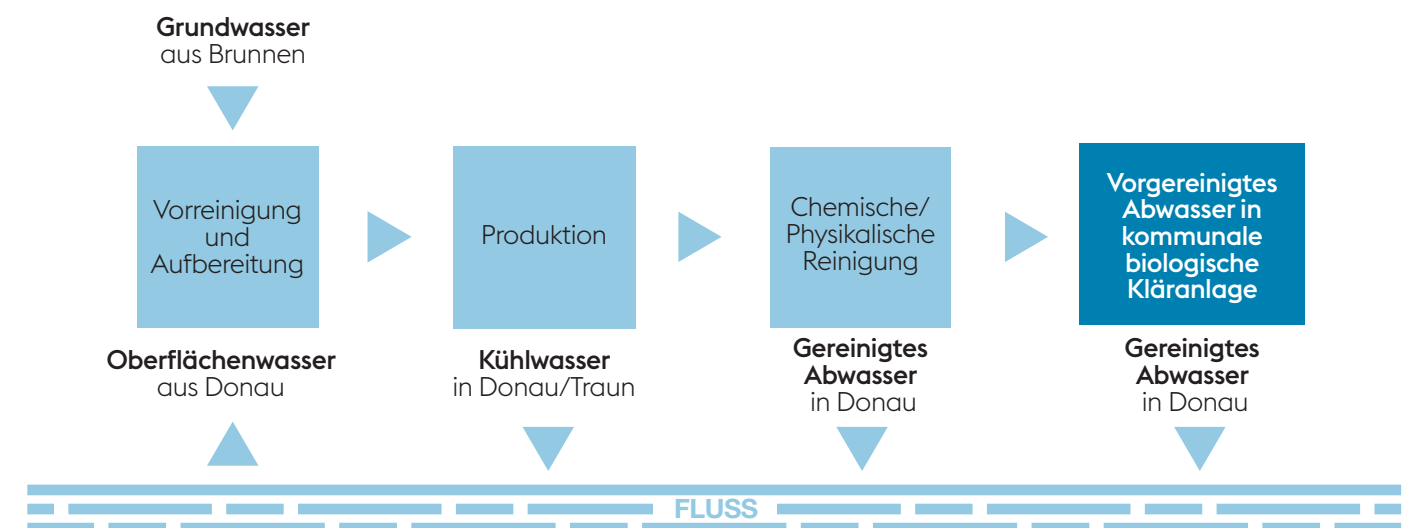 Grundwasser
aus Brunnen
Vorreinigung
und
Aufbereitung
Oberflächenwasser
aus Donau
Produktion
Kühlwasser
in Donau/Traun
Chemische/
Physikalische
Reinigung
Gereinigtes
Abwasser
in Donau
Vorgereinigtes
Abwasser in
kommunale
biologische
Kläranlage
Gereinigtes
Abwasser
in Donau
FLUSS